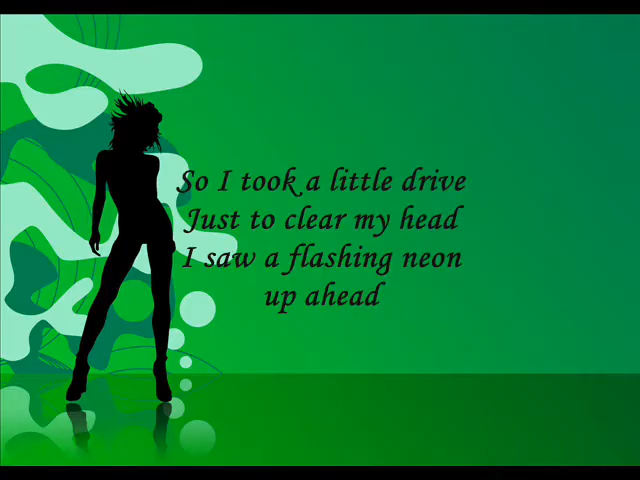 So I took a little drive
Just to clear my head
I saw a flashing neon
up ahead